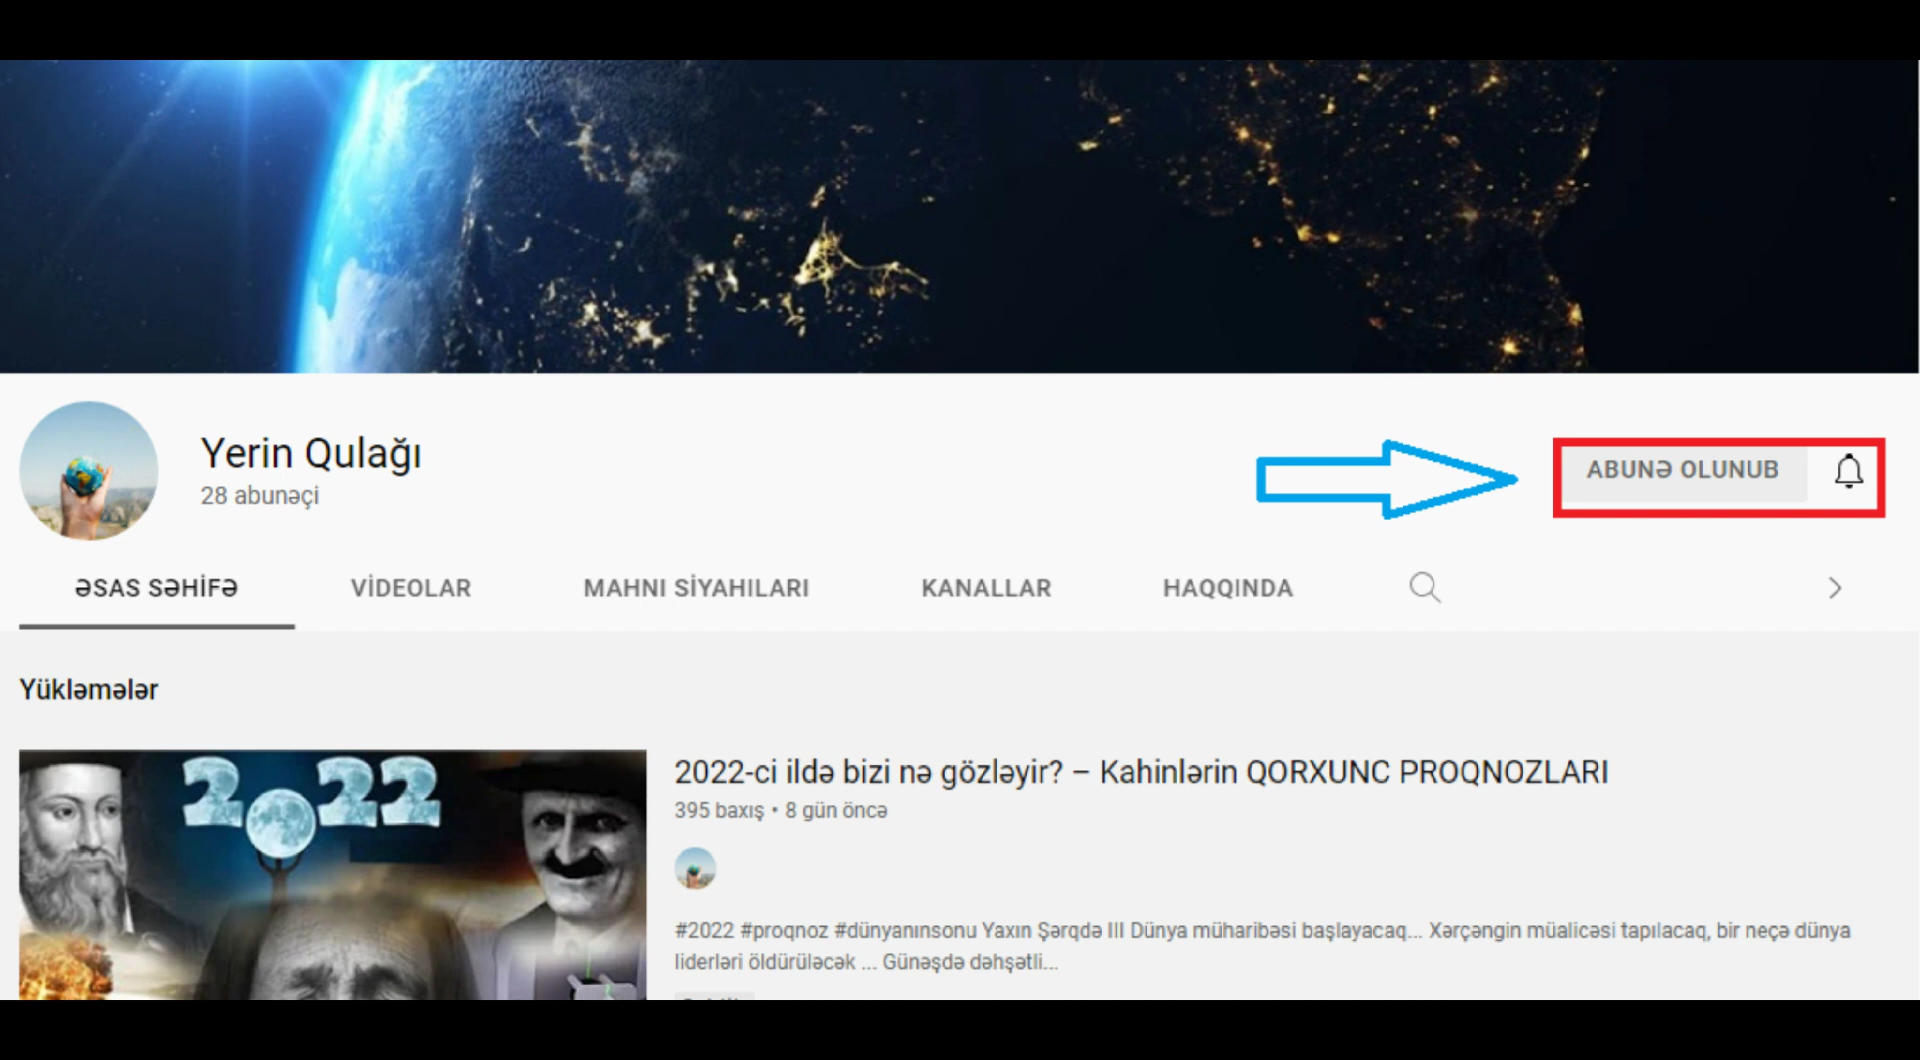 Yerin Qulağı
28 abunəçi
ABUNƏ OLUNUB
ƏSAS SƏHİFƏ
VİDEOLAR
MAHNI SİYAHILARI
KANALLAR
HAQQINDA
Yükləmələr
2022
2022-ci ildə bizi nə gözləyir? – Kahinlərin QORXUNC PROQNOZLARI
395 baxış • 8 gün öncə
#2022 #proqnoz #dünyanınsonu Yaxın Şərqdə III Dünya müharibəsi başlayacaq... Xərçəngin müalicəsi tapılacaq, bir neçə dünya
liderləri öldürüləcək ... Günəşdə dəhşətli...